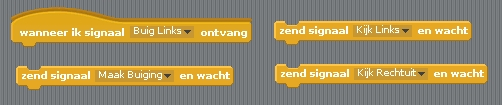 wanneer ik signaal Buig Links ontvang
zend signaal Maak Buiging en wacht
zend signaal Kijk Links en wacht
zend signaal Kijk Rechtuit en wacht